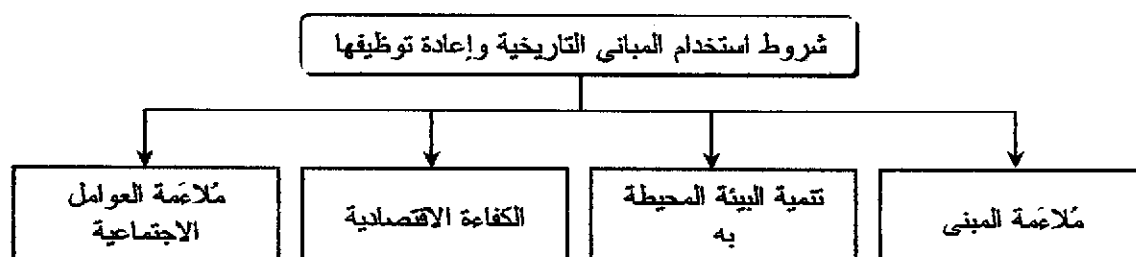 شروط استخدام المباني التاريخية وإعادة توظيفها
مُلاءَمة المبنى
تنمية البيئة المحيطة
به
الكفاءة الاقتصادية
مُلاءَمة العوامل
الاجتماعية